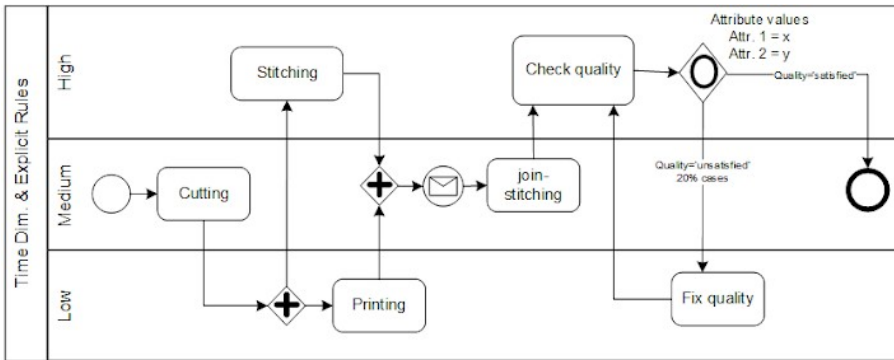 Time Dim. & Explicit Rules
High
Medium
Low
Attribute values
Attr. 1 = x
Attr. 2 = y
Stitching
Check quality
Quality='satisfied'
Cutting
join-
stitching
Quality='unsatisfied'
20% cases
Printing
Fix quality